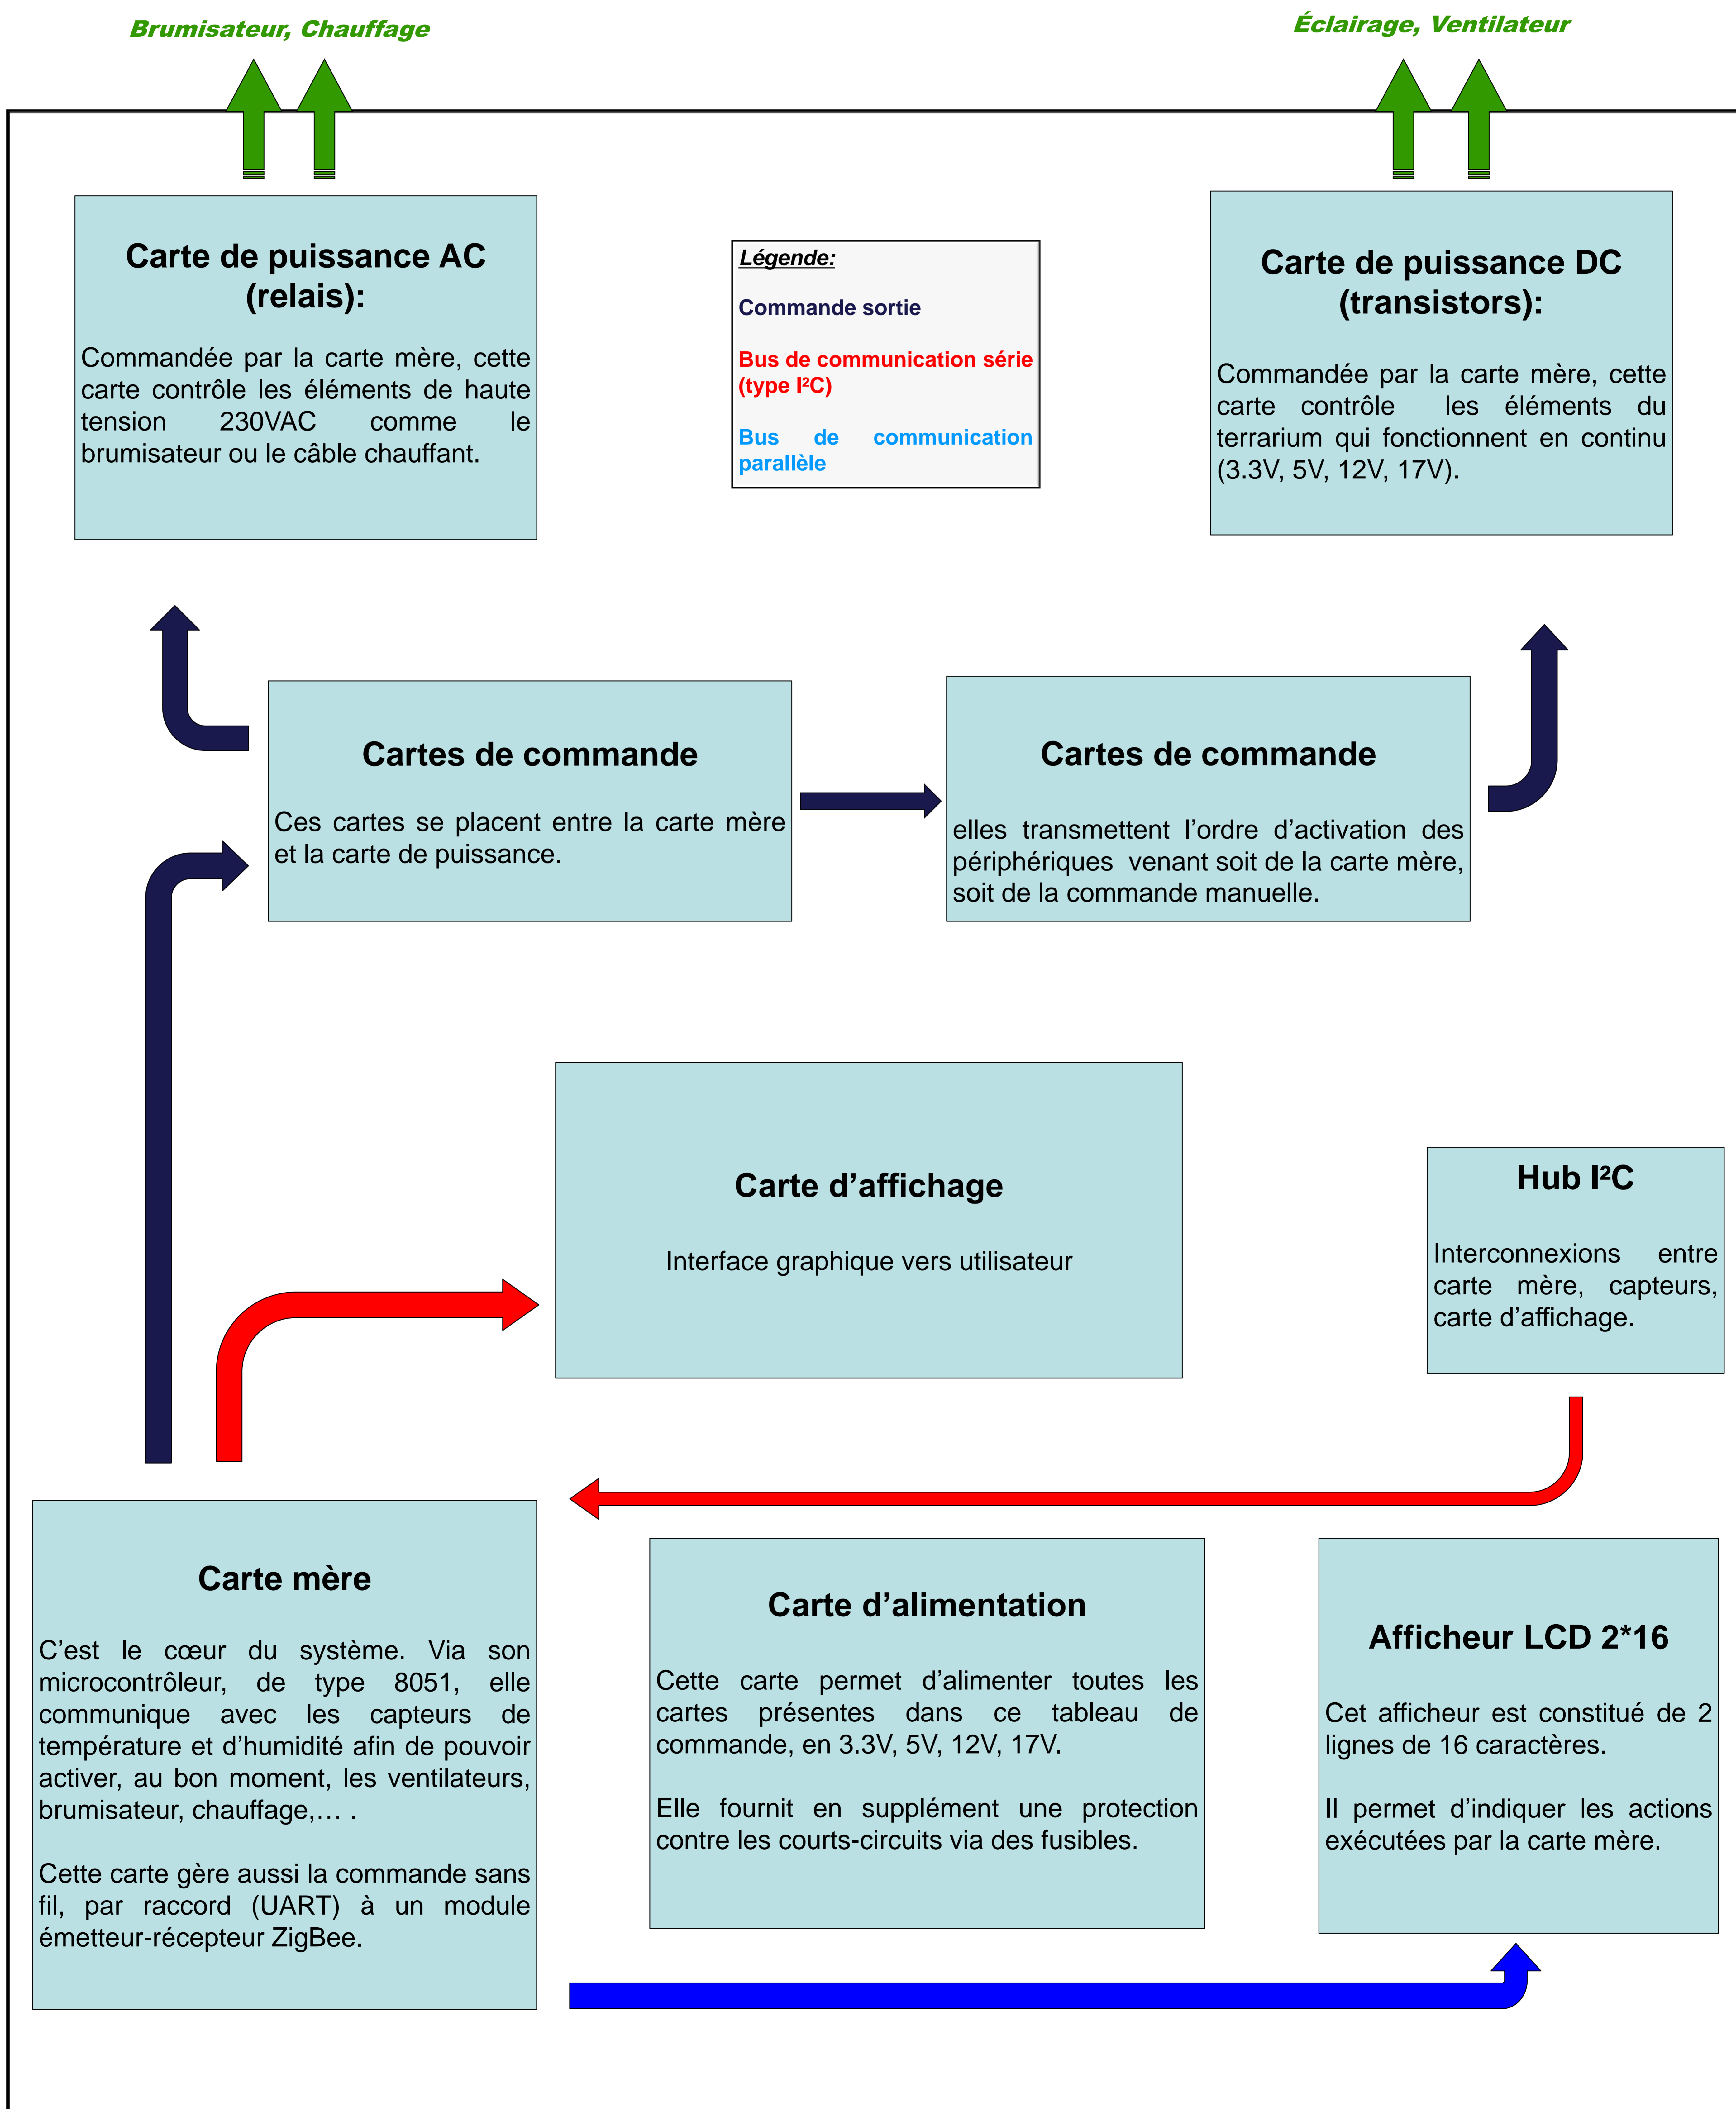 Brumisateur, Chauffage
Éclairage, Ventilateur
Carte de puissance AC
(relais):
Commandée par la carte mère, cette
carte contrôle les éléments de haute
tension 230VAC comme le
brumisateur ou le câble chauffant.
Légende:
Commande sortie
Bus de communication série
(type I²C)
Bus de communication
parallèle
Carte de puissance DC
(transistors):
Commandée par la carte mère, cette
carte contrôle les éléments du
terrarium qui fonctionnent en continu
(3.3V, 5V, 12V, 17V).
Cartes de commande
Ces cartes se placent entre la carte mère
et la carte de puissance.
Cartes de commande
elles transmettent l’ordre d’activation des
périphériques venant soit de la carte mère,
soit de la commande manuelle.
Carte d’affichage
Interface graphique vers utilisateur
Hub I²C
Interconnexions entre
carte mère, capteurs,
carte d’affichage.
Carte mère
C’est le cœur du système. Via son
microcontrôleur, de type 8051, elle
communique avec les capteurs de
température et d’humidité afin de pouvoir
activer, au bon moment, les ventilateurs,
brumisateur, chauffage,… .
Cette carte gère aussi la commande sans
fil, par raccord (UART) à un module
émetteur-récepteur ZigBee.
Carte d’alimentation
Cette carte permet d’alimenter toutes les
cartes présentes dans ce tableau de
commande, en 3.3V, 5V, 12V, 17V.
Elle fournit en supplément une protection
contre les courts-circuits via des fusibles.
Afficheur LCD 2*16
Cet afficheur est constitué de 2
lignes de 16 caractères.
Il permet d’indiquer les actions
exécutées par la carte mère.